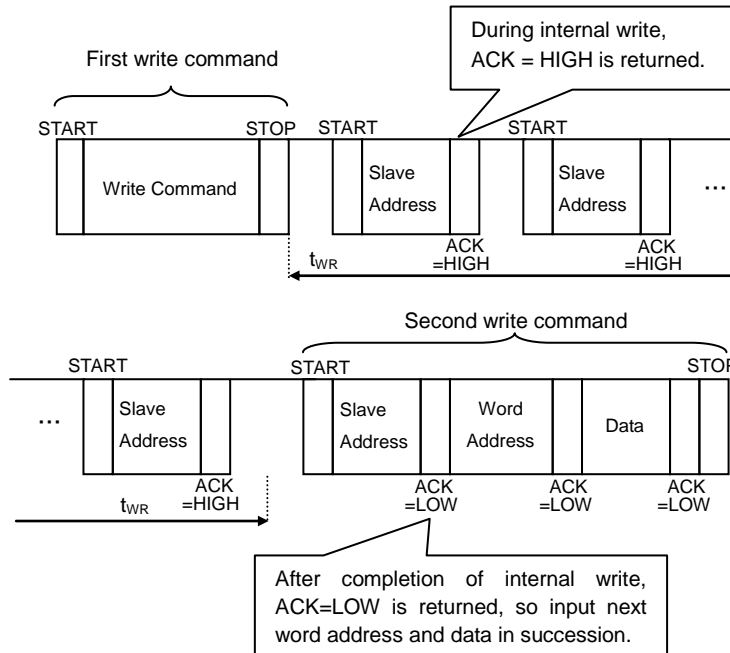 During internal write,
ACK = HIGH is returned.
First write command
START STOP START START
Write Command
Slave
Address
Slave
Address
...
ACK
=HIGH
ACK
=HIGH
tWR
Second write command
START START STOP
...
Slave
Address
Slave
Address
Word
Address
Data
ACK
=HIGH
ACK
=LOW
ACK
=LOW
ACK
=LOW
tWR
After completion of internal write,
ACK=LOW is returned, so input next
word address and data in succession.